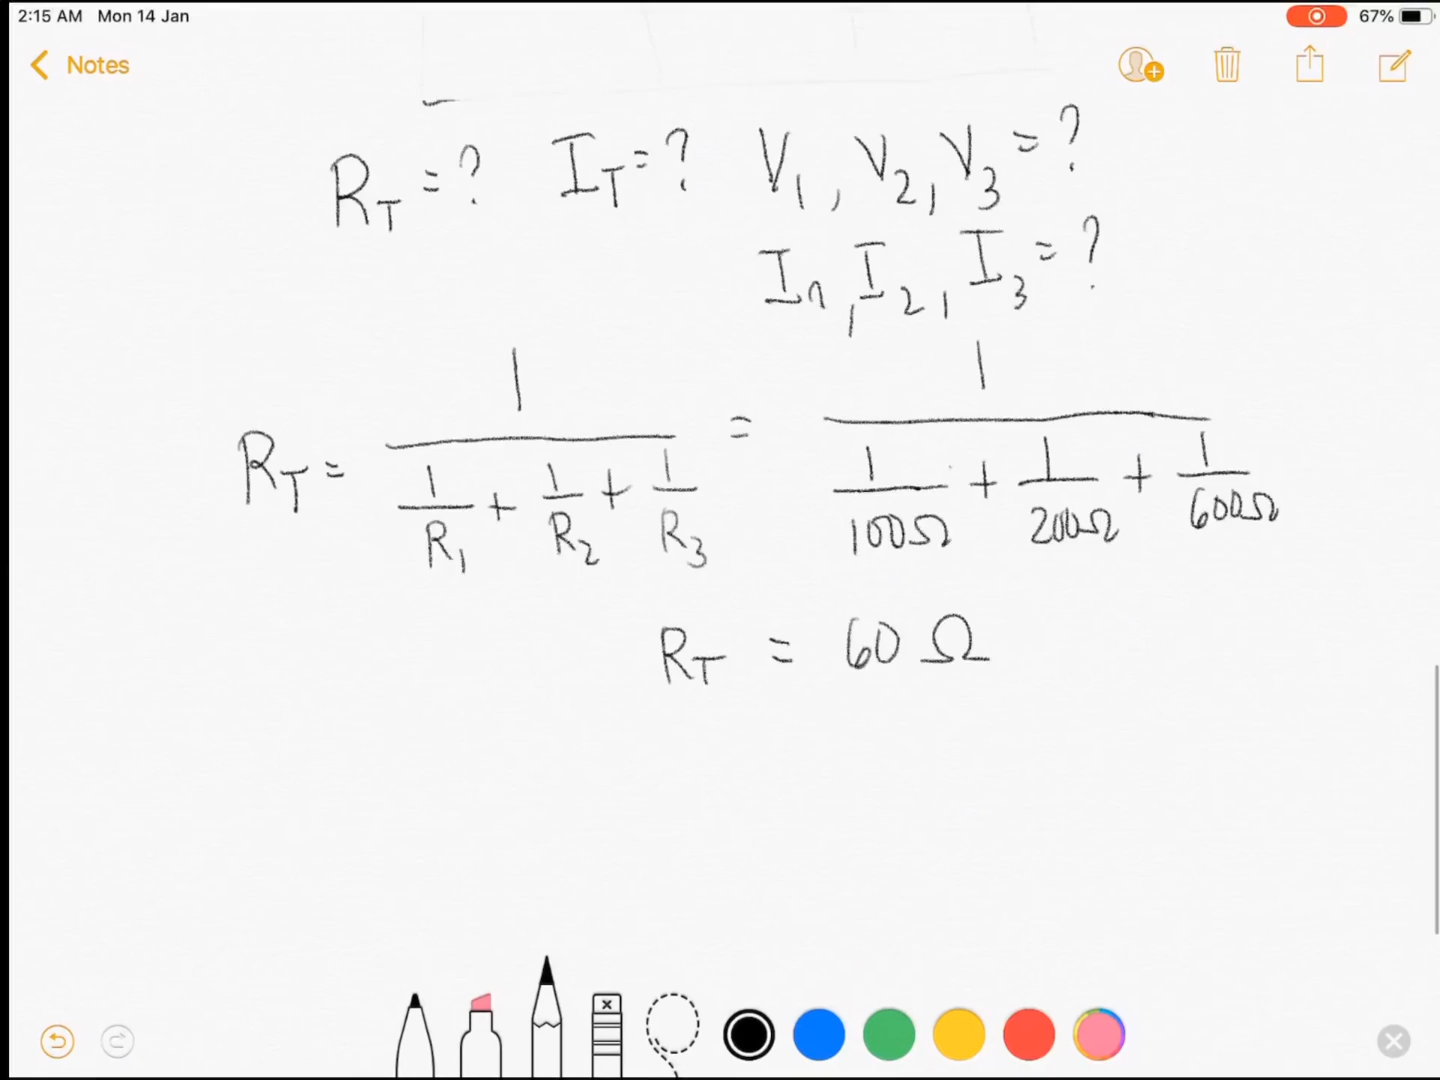 2:15 AM Mon 14 Jan 67%
Notes
R_T = ? I_T = ? V_1, V_2, V_3 = ?
I_1, I_2, I_3 = ?
R_T = 1 / (1/R_1 + 1/R_2 + 1/R_3) = 1 / (1/100Ω + 1/200Ω + 1/600Ω)
R_T = 60 Ω